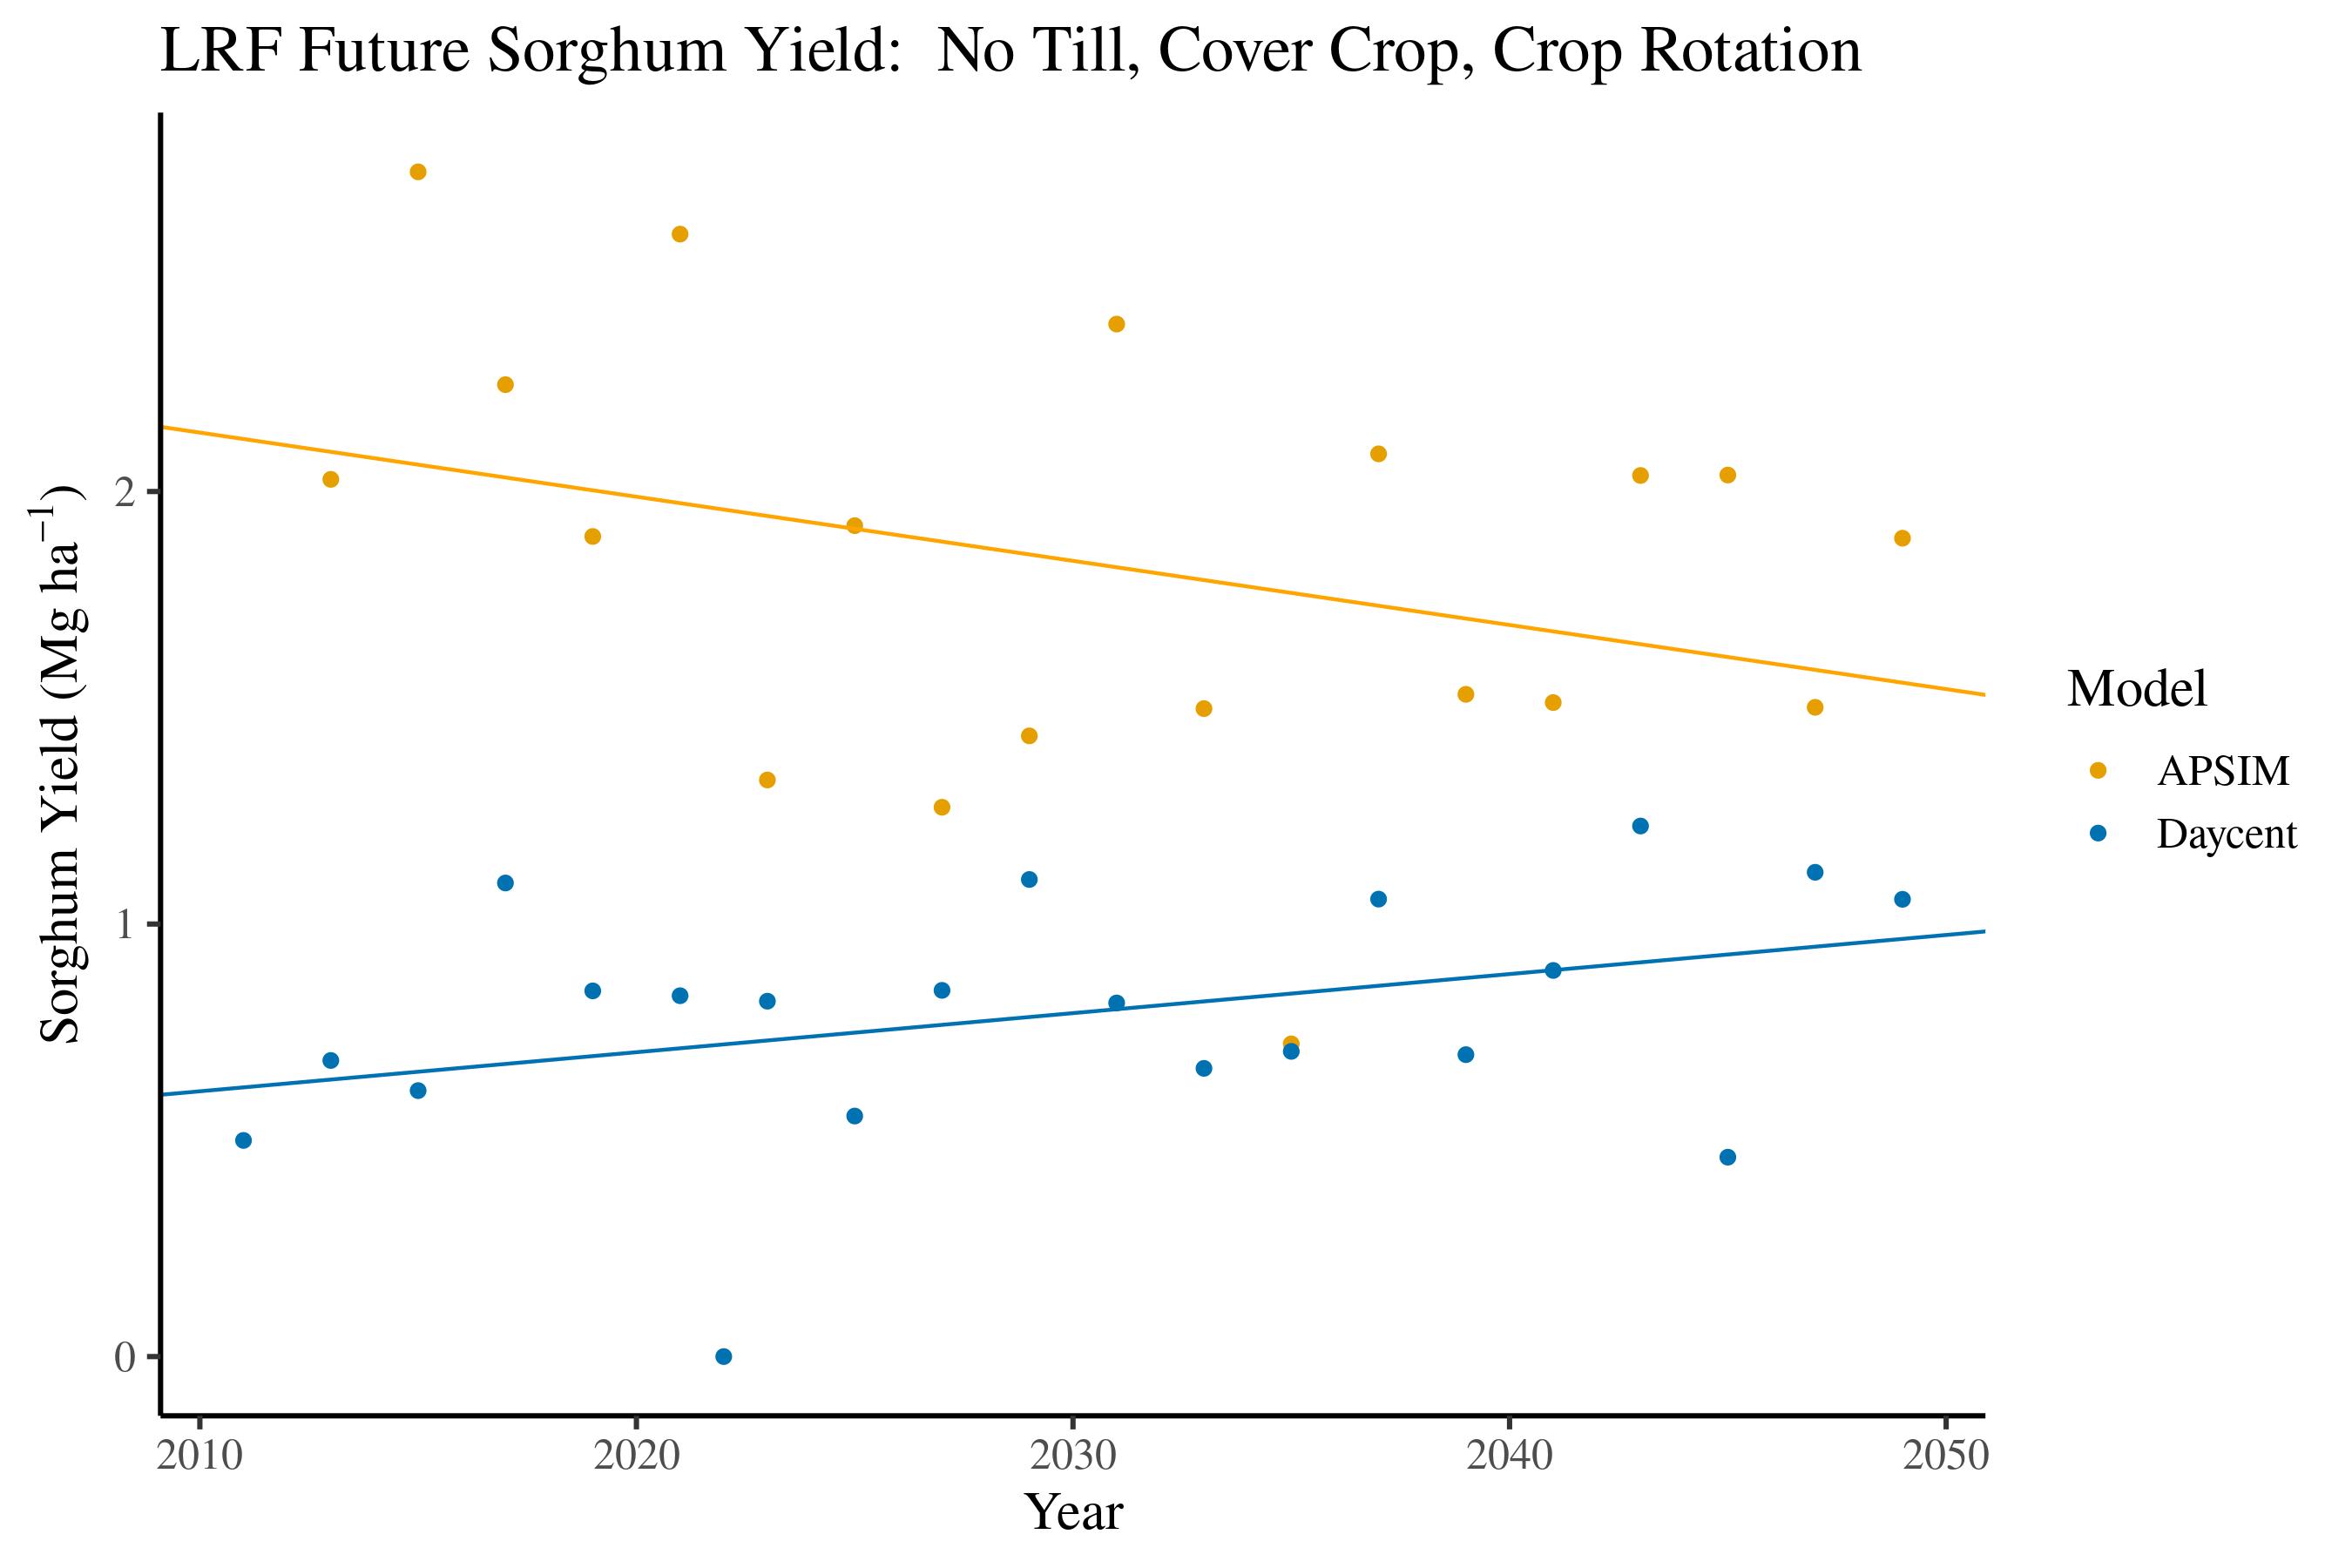 LRF Future Sorghum Yield:  No Till, Cover Crop, Crop Rotation
Sorghum Yield (Mg ha⁻¹)
2
1
0
2010
2020
2030
2040
2050
Year
Model
APSIM
Daycent